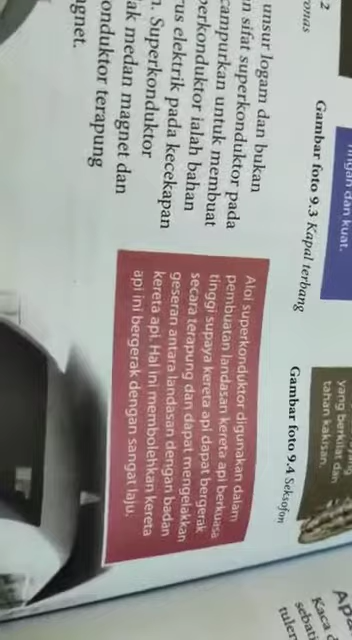 2
ronas
unsur logam dan bukan
sifat superkonduktor pada
campurkan untuk membuat
perkonduktor ialah bahan
rus elektrik pada kecekapan
Superkonduktor
ak medan magnet dan
onduktor terapung
gnet.
ringan dan kuat.
Gambar foto 9.3 Kapal terbang
yang berkilat dan
tahan kakisan.
Gambar foto 9.4 Seksofon
Aloi superkonduktor digunakan dalam
pembuatan landasan kereta api berkuasa
tinggi supaya kereta api dapat bergerak
secara terapung dan dapat mengelakkan
geseran antara landasan dengan badan
kereta api. Hal ini membolehkan kereta
api ini bergerak dengan sangat laju.
Kaca